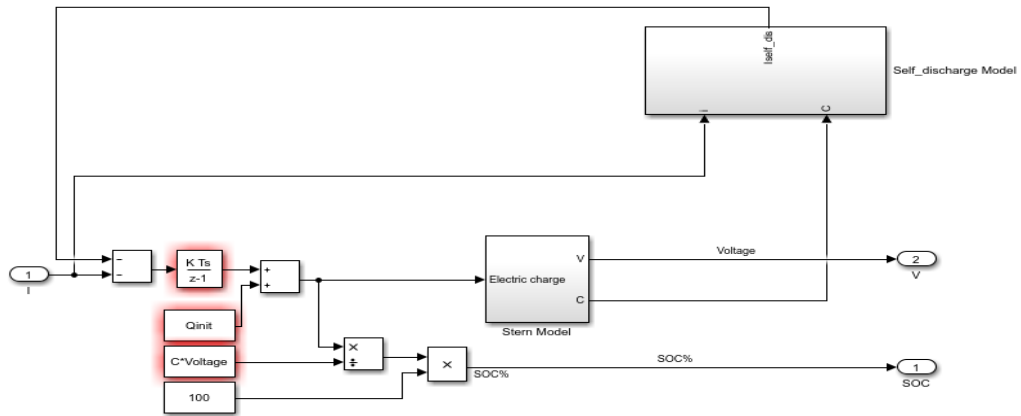 Iself_dis
Self_discharge Model
i
C
1
I
−
−
K Ts
z-1
+
+
Qinit
C*Voltage
100
×
÷
×
SOC%
Electric charge
V
C
Stern Model
Voltage
2
V
SOC%
1
SOC